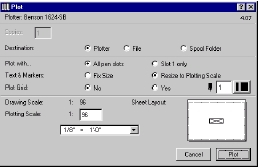 Plot
Plotter: Benson 1624-SB 4.07
Copies: 1
Destination: Plotter File Spool Folder
Plot with... All pen slots Slot 1 only
Text & Markers: Fix Size Resize to Plotting Scale
Plot Grid: No Yes 1
Drawing Scale: 1: 96 Sheet Layout
Plotting Scale: 1: 96
1/8" = 1'0"
Cancel Plot